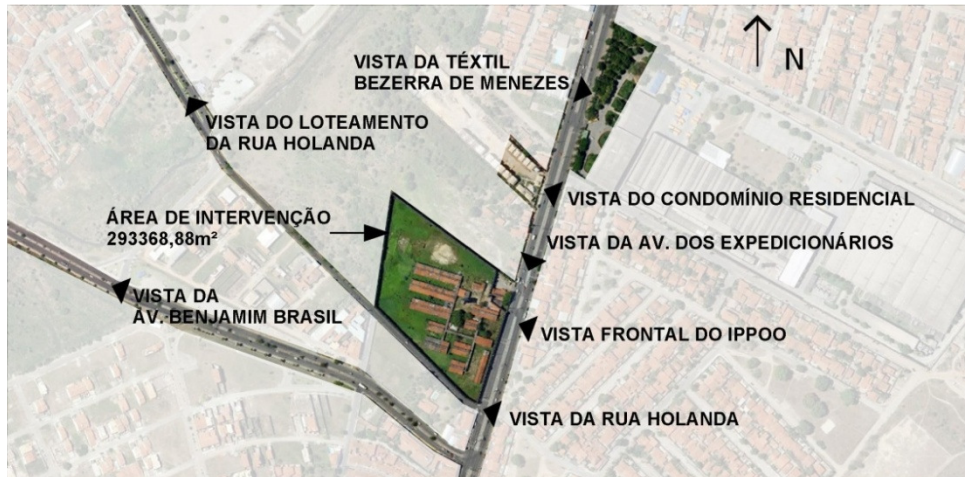 N
VISTA DA TÉXTIL
BEZERRA DE MENEZES
VISTA DO LOTEAMENTO
DA RUA HOLANDA
VISTA DO CONDOMÍNIO RESIDENCIAL
ÁREA DE INTERVENÇÃO
293368,88m²
VISTA DA AV. DOS EXPEDICIONÁRIOS
VISTA DA
AV. BENJAMIM BRASIL
VISTA FRONTAL DO IPPOO
VISTA DA RUA HOLANDA